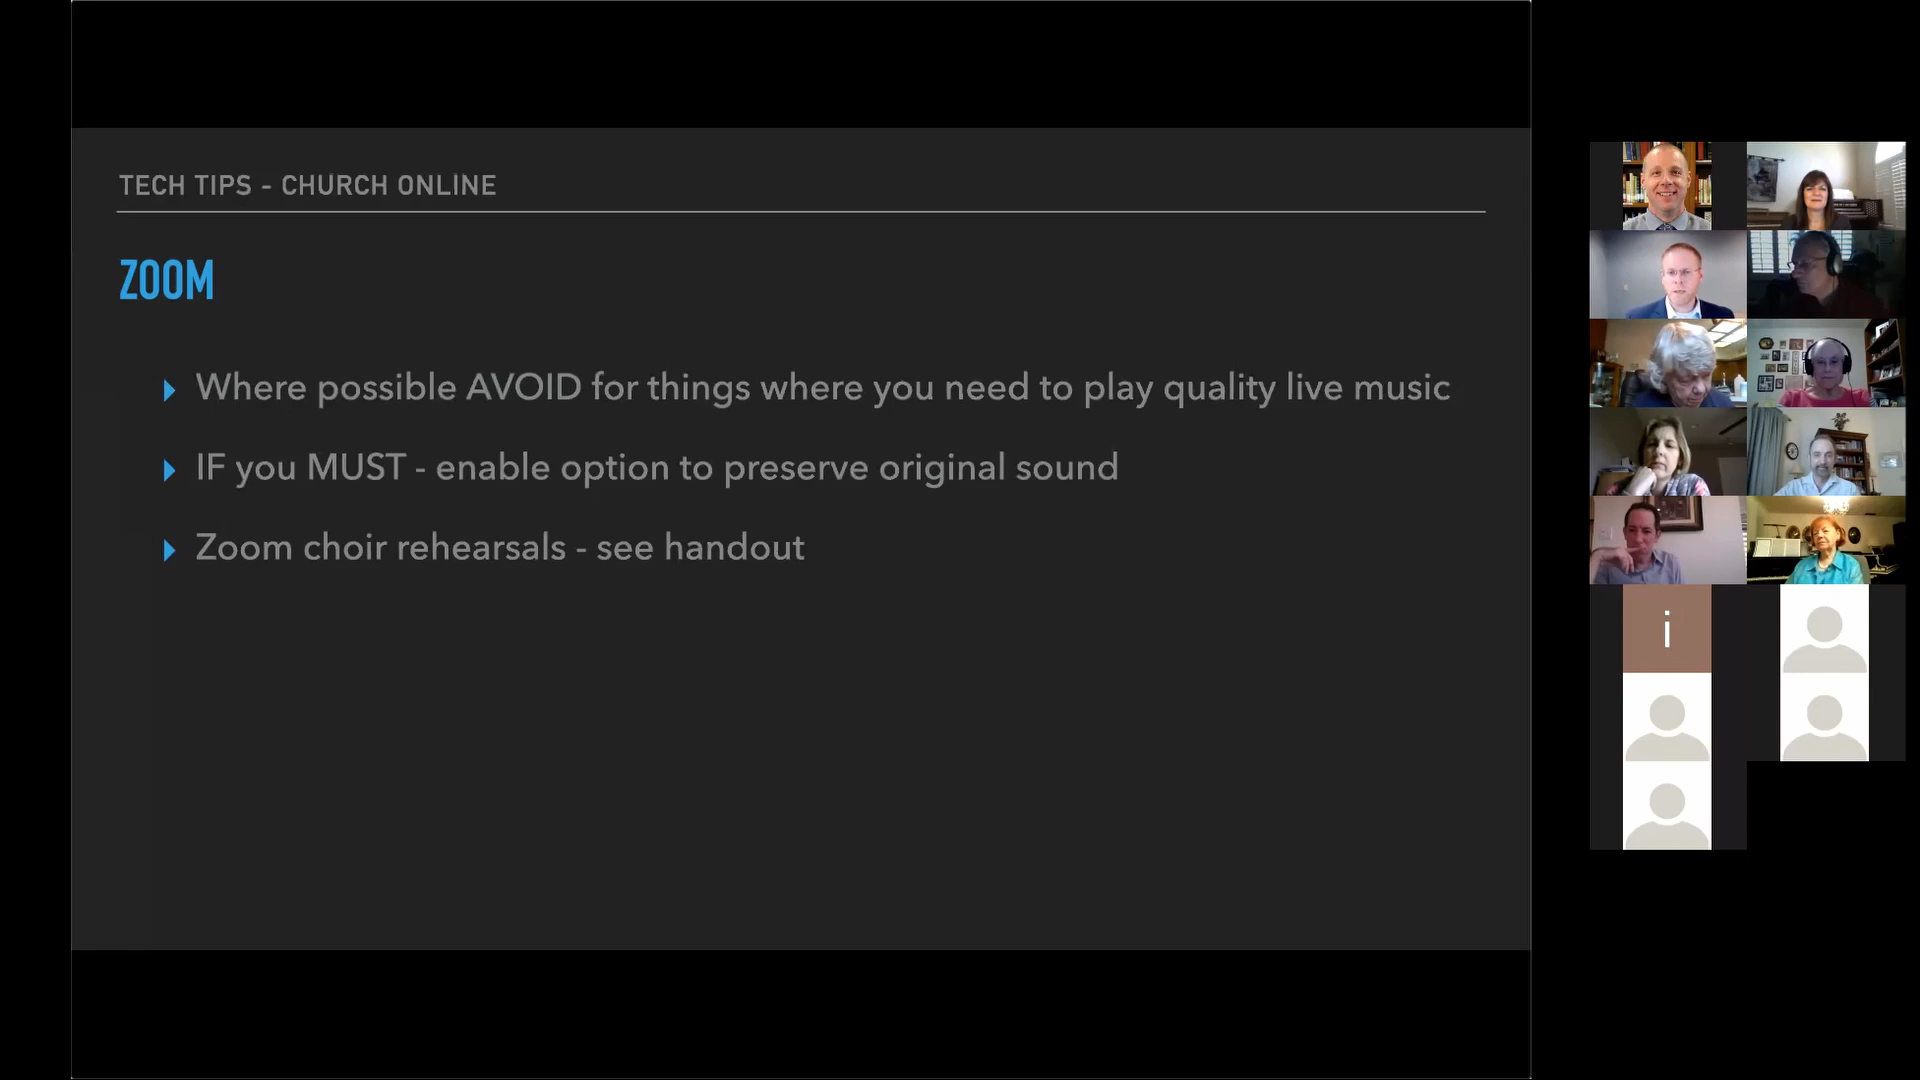 TECH TIPS - CHURCH ONLINE
ZOOM
Where possible AVOID for things where you need to play quality live music
IF you MUST - enable option to preserve original sound
Zoom choir rehearsals - see handout
i